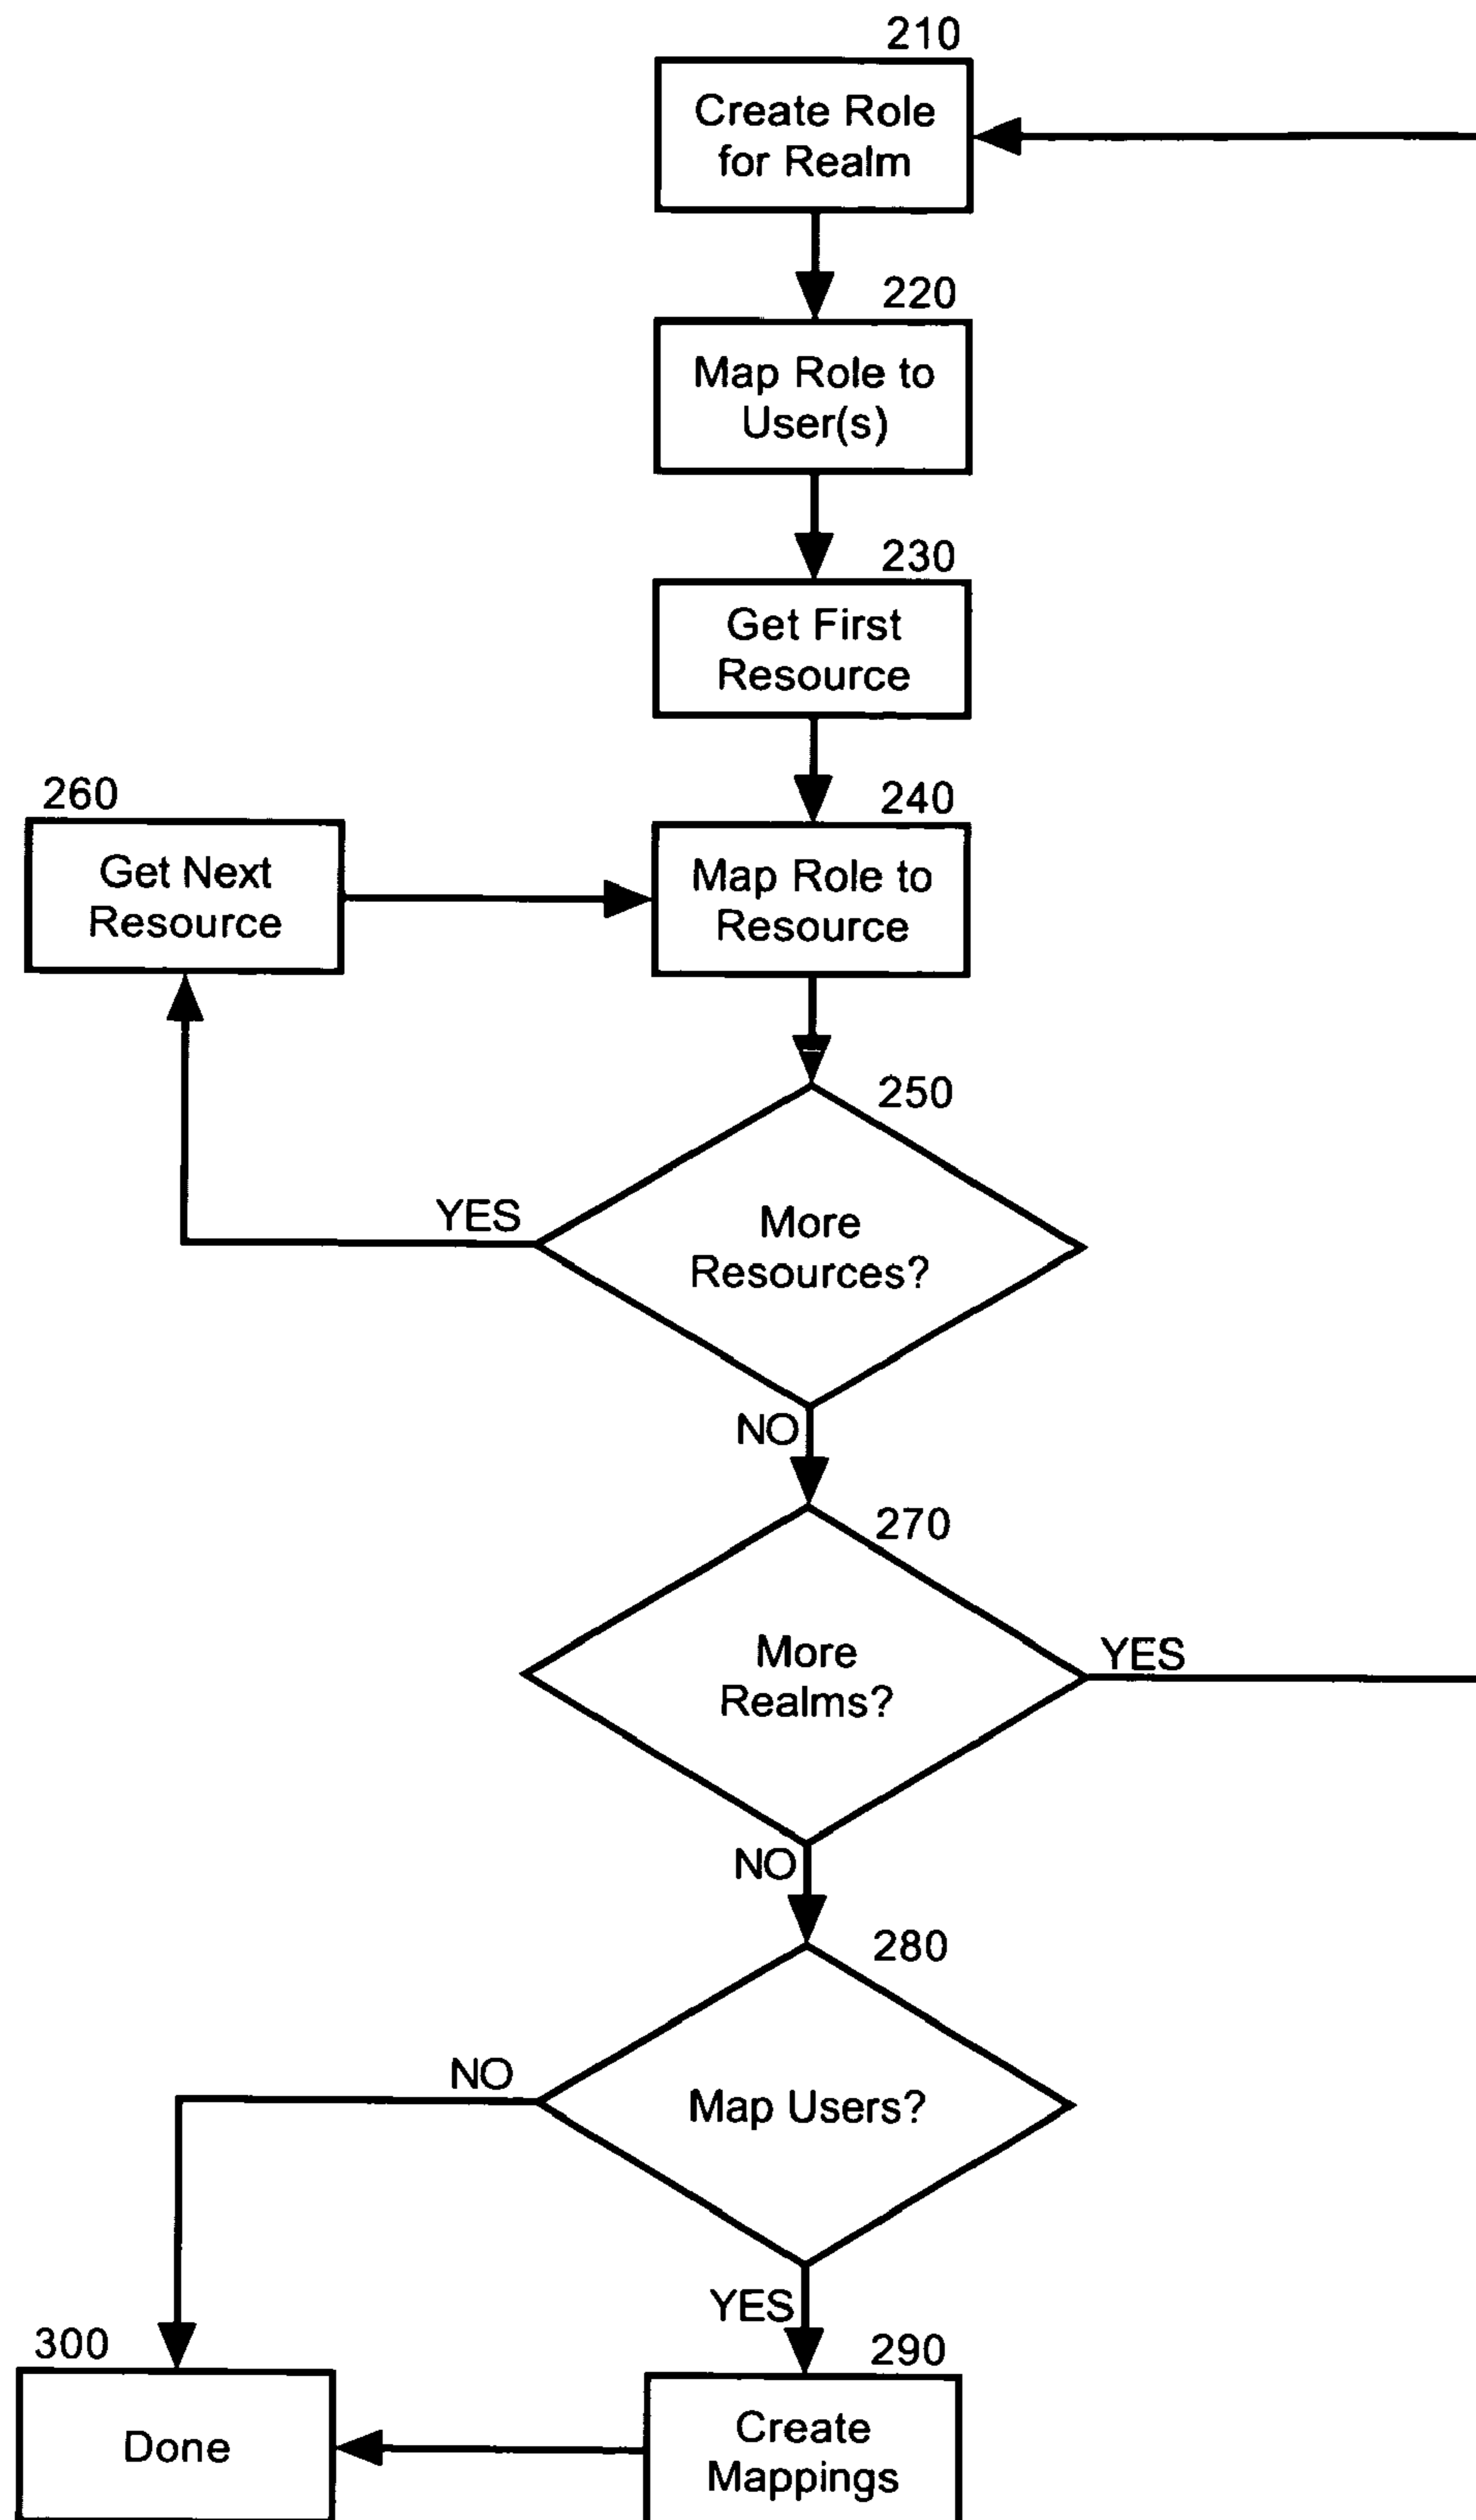 210
Create Role
for Realm
220
Map Role to
User(s)
230
Get First
Resource
260
Get Next
Resource
240
Map Role to
Resource
250
More
Resources?
YES
NO
270
More
Realms?
YES
NO
280
Map Users?
NO
YES
300
Done
290
Create
Mappings